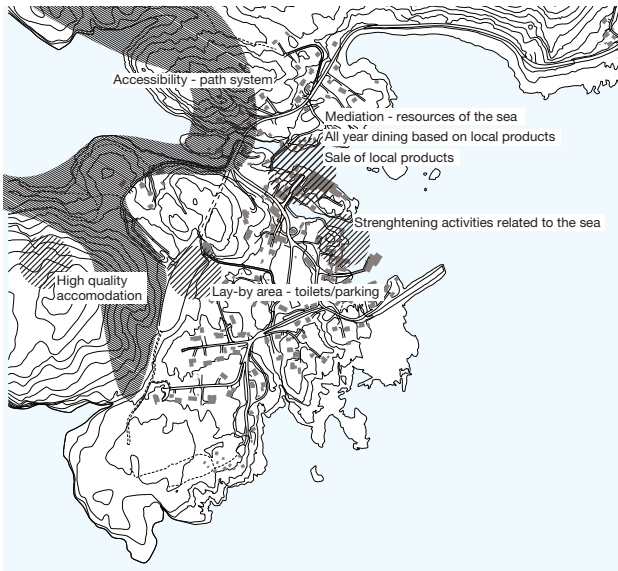 Accessibility - path system
Mediation - resources of the sea
All year dining based on local products
Sale of local products
Strenghtening activities related to the sea
High quality
accomodation
Lay-by area - toilets/parking